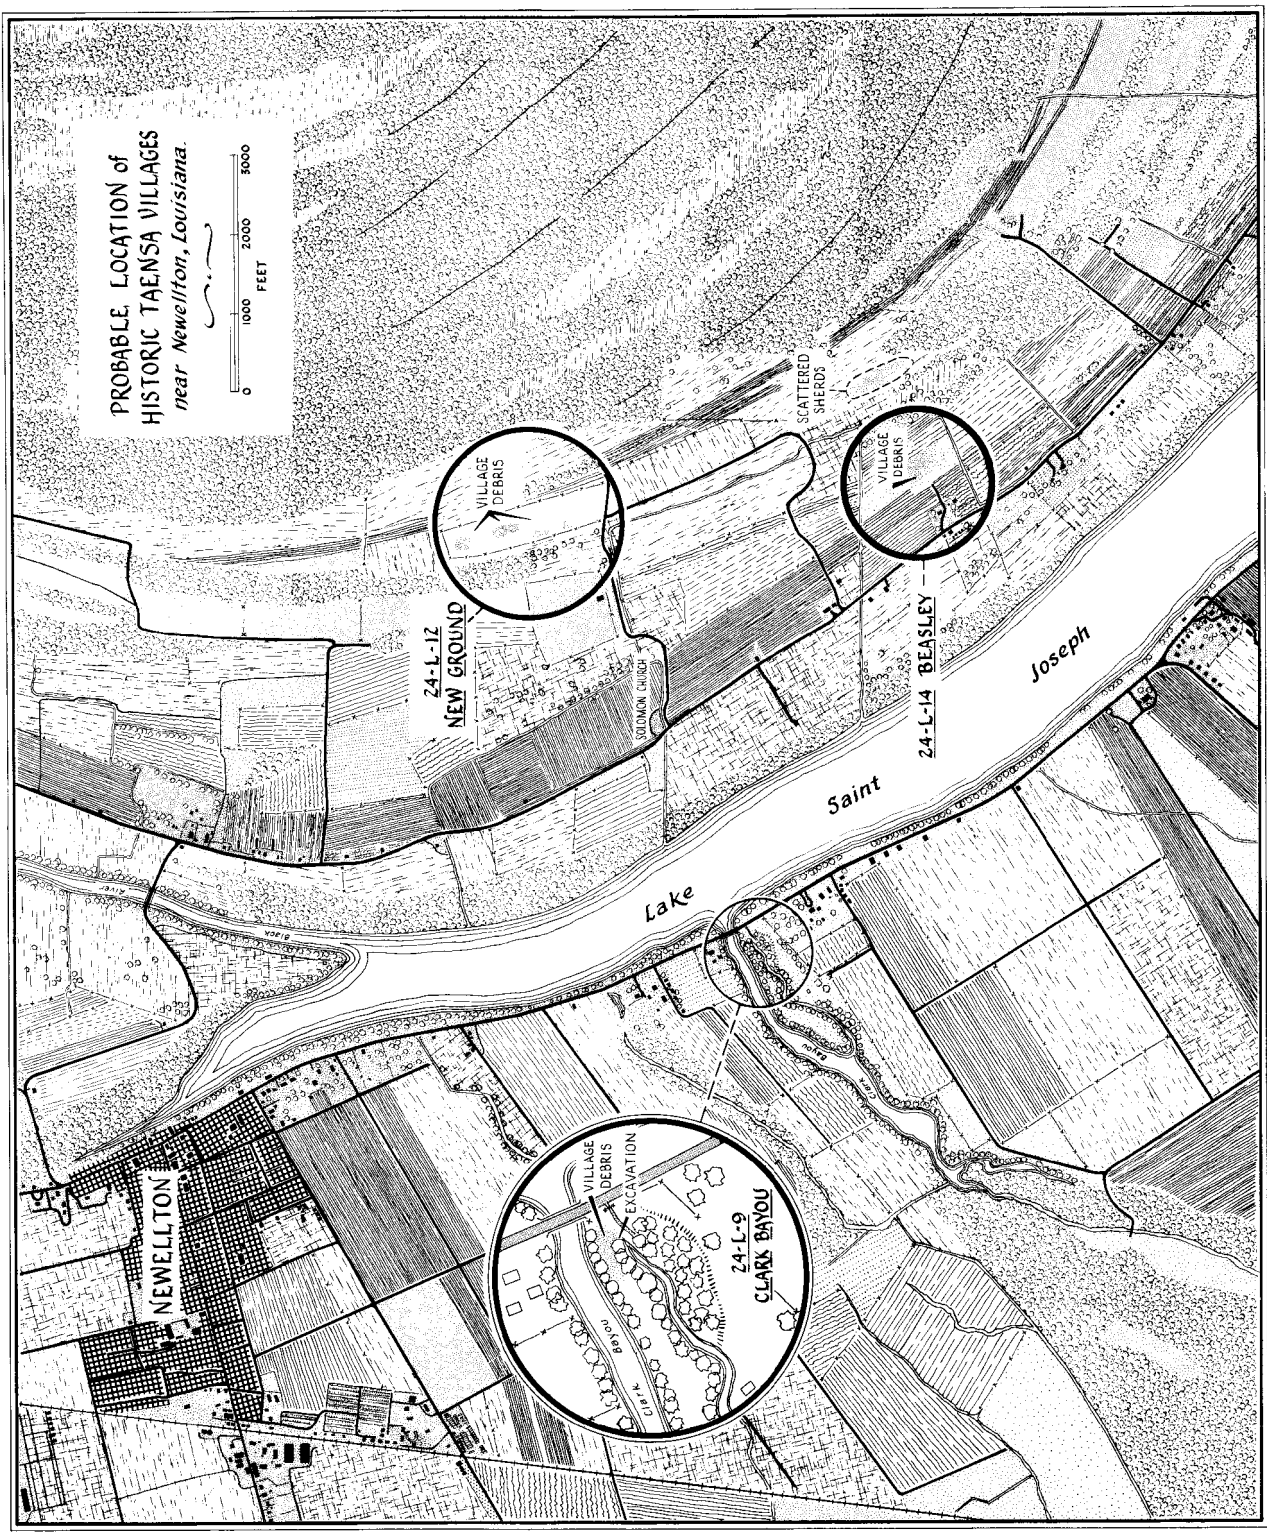 PROBABLE LOCATION of
HISTORIC TAENSA VILLAGES
near Newellton, Louisiana.
0 1000 2000 3000
FEET
VILLAGE
DEBRIS
24-L-12
NEW GROUND
SOLOMON CHURCH
SCATTERED
SHERDS
VILLAGE
DEBRIS
24-L-14 BEASLEY
Lake Saint Joseph
Black River
NEWELLTON
Clark Bayou
VILLAGE
DEBRIS
EXCAVATION
Clark Bayou
24-L-9
CLARK BAYOU